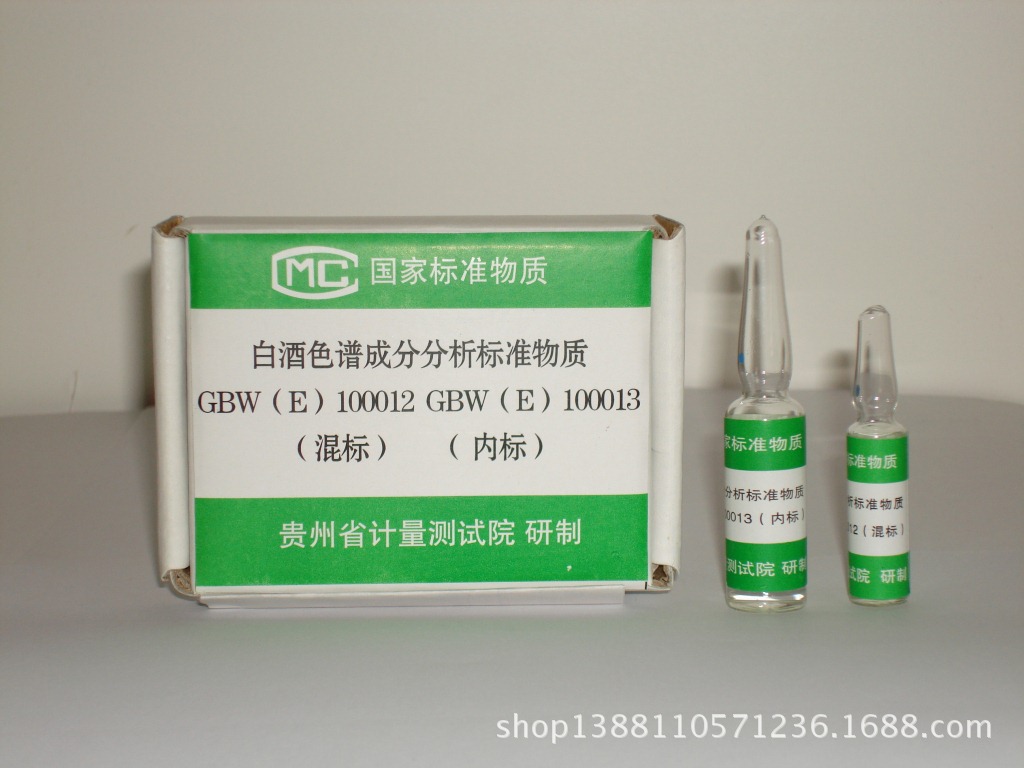 MC 国家标准物质
白酒色谱成分分析标准物质
GBW（E）100012 GBW（E）100013
（混标） （内标）
贵州省计量测试院 研制
家标准物质
分析标准物质
0013（内标）
测试院 研制
标准物质
析标准物质
12（混标）
试院 研制
shop1388110571236.1688.com